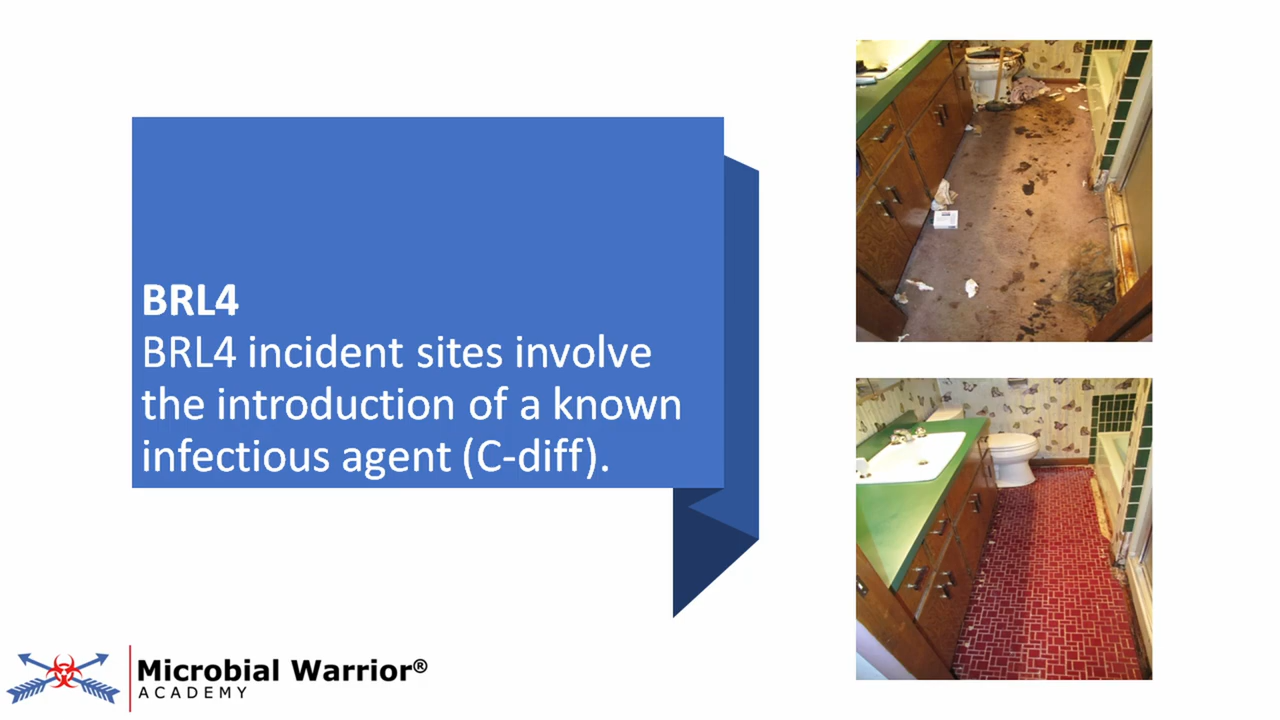 BRL4
BRL4 incident sites involve
the introduction of a known
infectious agent (C-diff).
Microbial Warrior®
ACADEMY